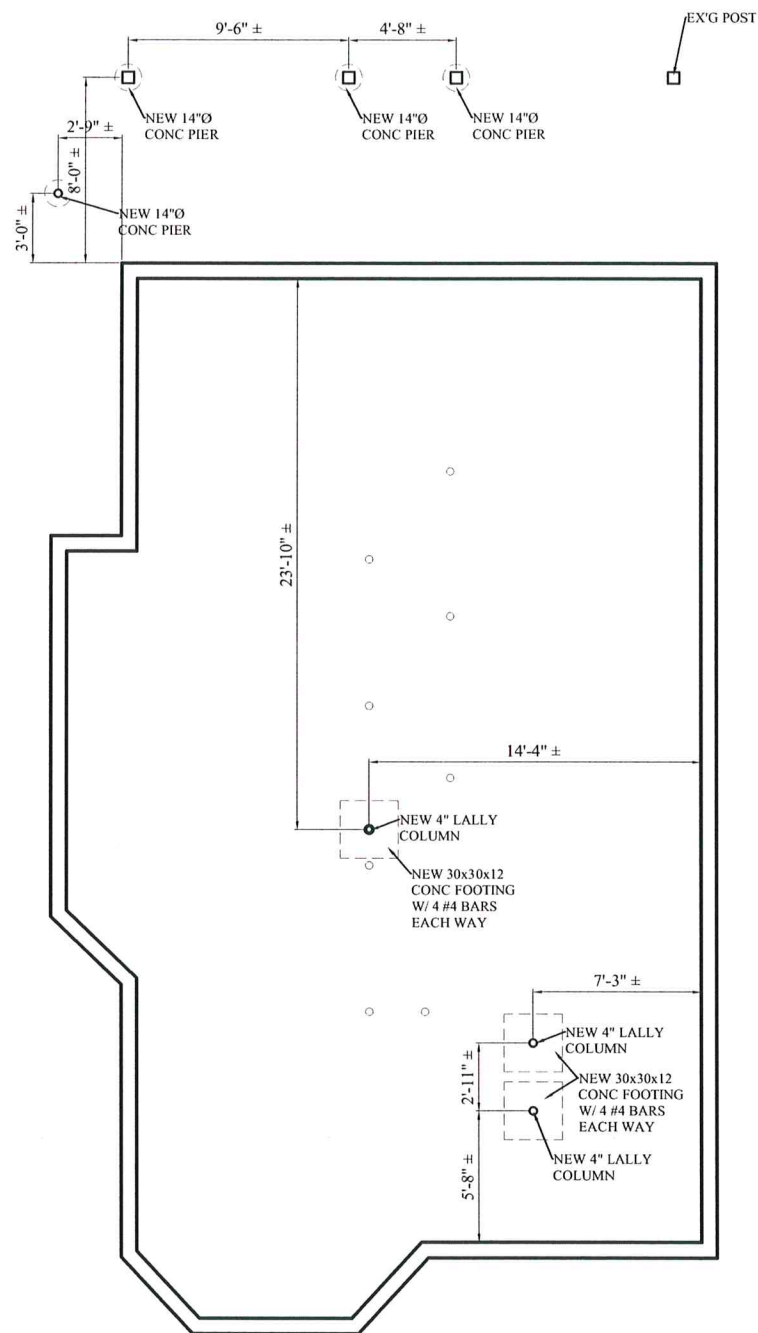 9'-6" ±
4'-8" ±
EX'G POST
NEW 14"Ø
CONC PIER
NEW 14"Ø
CONC PIER
NEW 14"Ø
CONC PIER
2'-9" ±
8'-0" ±
3'-0" ±
NEW 14"Ø
CONC PIER
23'-10" ±
14'-4" ±
NEW 4" LALLY
COLUMN
NEW 30x30x12
CONC FOOTING
W/ 4 #4 BARS
EACH WAY
7'-3" ±
NEW 4" LALLY
COLUMN
2'-11" ±
NEW 30x30x12
CONC FOOTING
W/ 4 #4 BARS
EACH WAY
NEW 4" LALLY
COLUMN
5'-8" ±